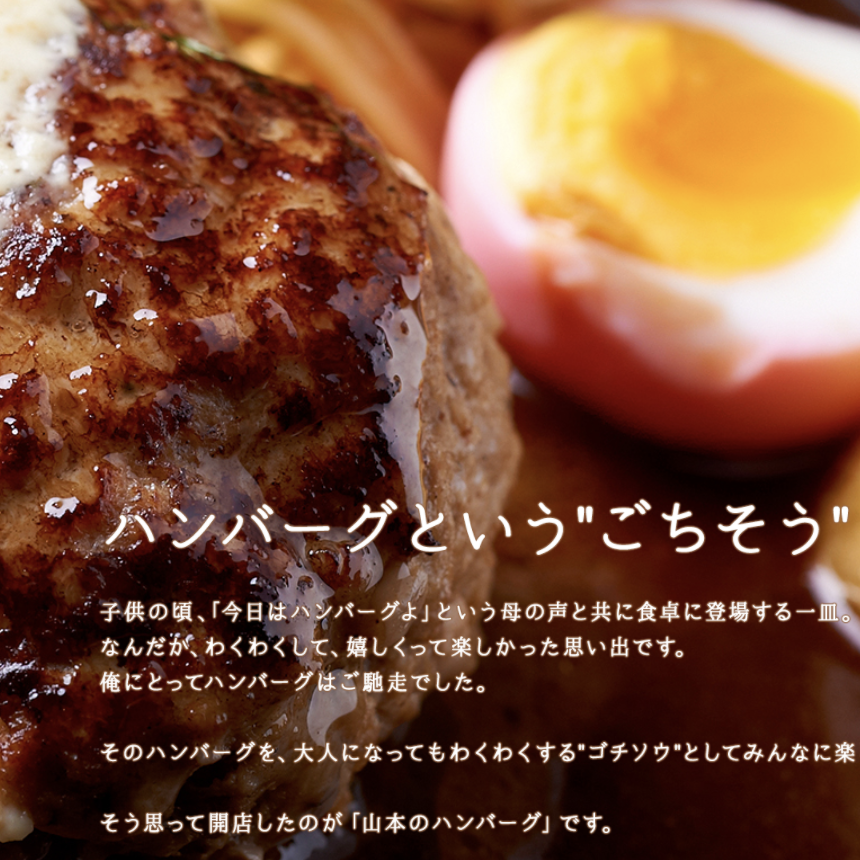 ハンバーグという"ごちそう"
子供の頃、「今日はハンバーグよ」という母の声と共に食卓に登場する一皿。
なんだか、わくわくして、嬉しくって楽しかった思い出です。
俺にとってハンバーグはご馳走でした。
そのハンバーグを、大人になってもわくわくする"ゴチソウ"としてみんなに楽
そう思って開店したのが「山本のハンバーグ」です。